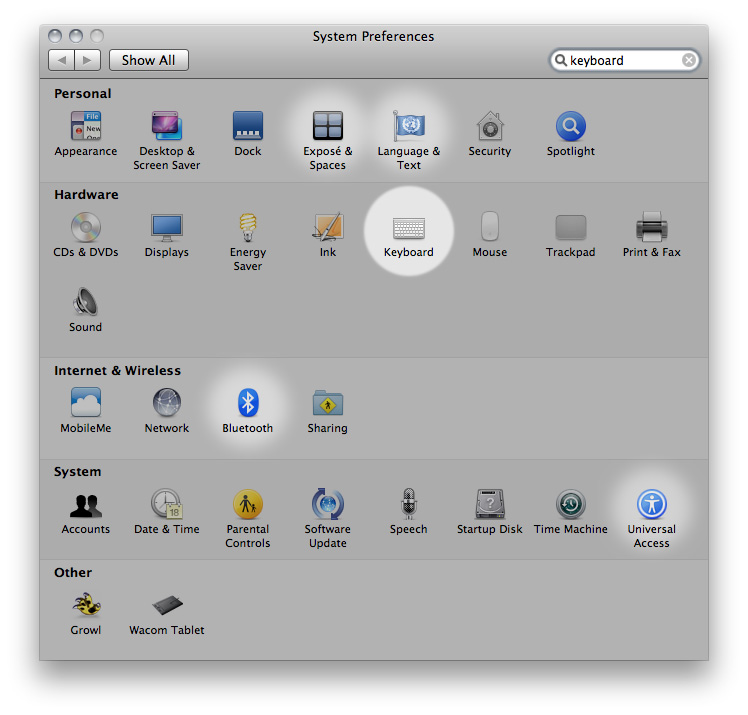 System Preferences
Show All
keyboard
Personal
Appearance
Desktop &
Screen Saver
Dock
Exposé &
Spaces
Language &
Text
Security
Spotlight
Hardware
CDs & DVDs
Displays
Energy
Saver
Ink
Keyboard
Mouse
Trackpad
Print & Fax
Sound
Internet & Wireless
MobileMe
Network
Bluetooth
Sharing
System
Accounts
18
Date & Time
Parental
Controls
Software
Update
Speech
?
Startup Disk
Time Machine
Universal
Access
Other
Growl
Wacom Tablet
File
New